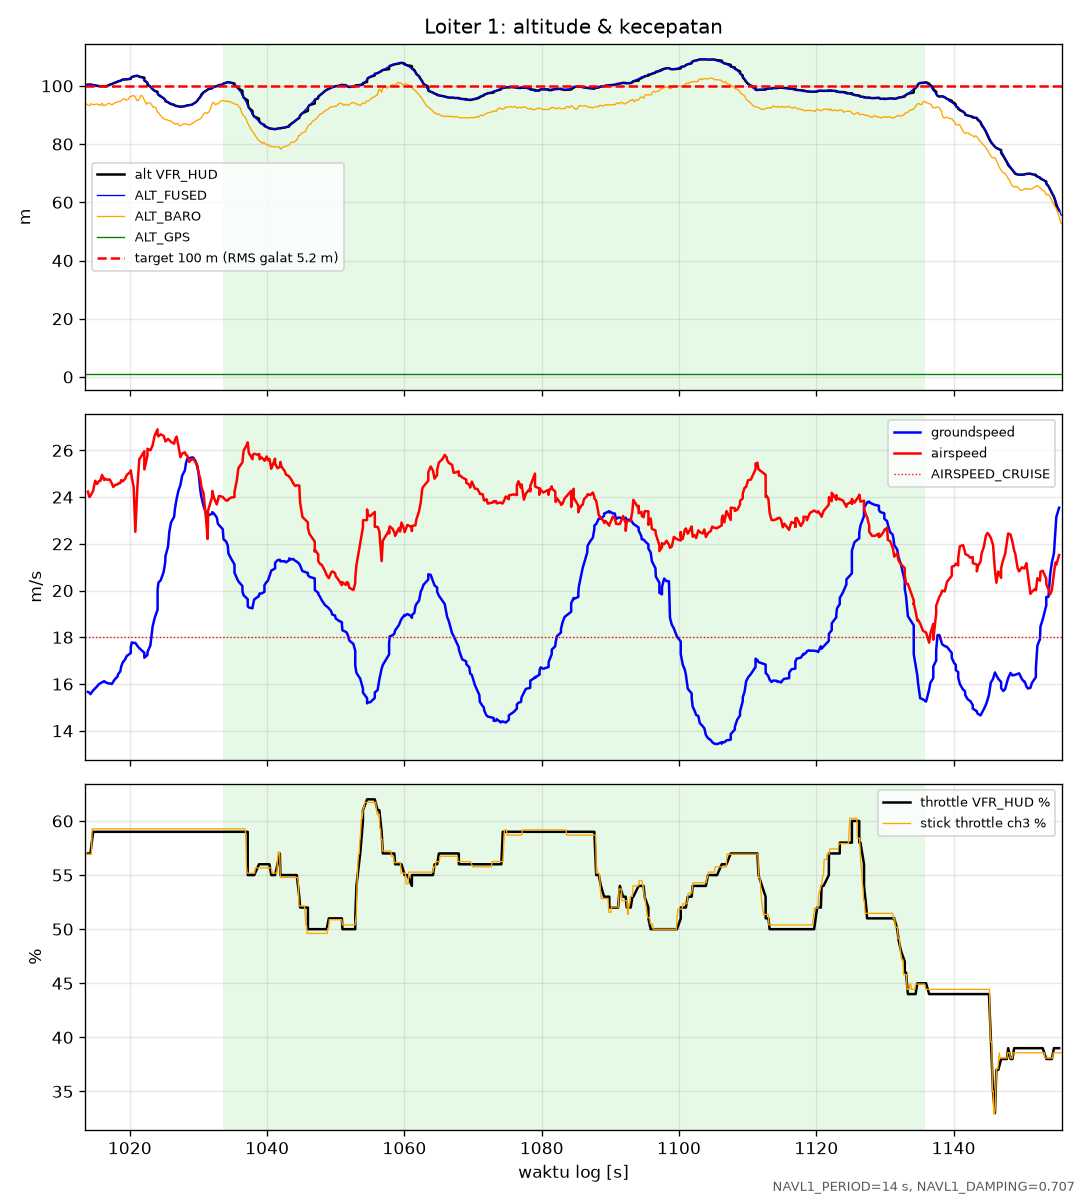 Loiter 1: altitude & kecepatan
100
80
60
40
20
0
m
alt VFR_HUD
ALT_FUSED
ALT_BARO
ALT_GPS
target 100 m (RMS galat 5.2 m)
26
24
22
20
18
16
14
m/s
groundspeed
airspeed
AIRSPEED_CRUISE
60
55
50
45
40
35
%
throttle VFR_HUD %
stick throttle ch3 %
1020 1040 1060 1080 1100 1120 1140
waktu log [s]
NAVL1_PERIOD=14 s, NAVL1_DAMPING=0.707